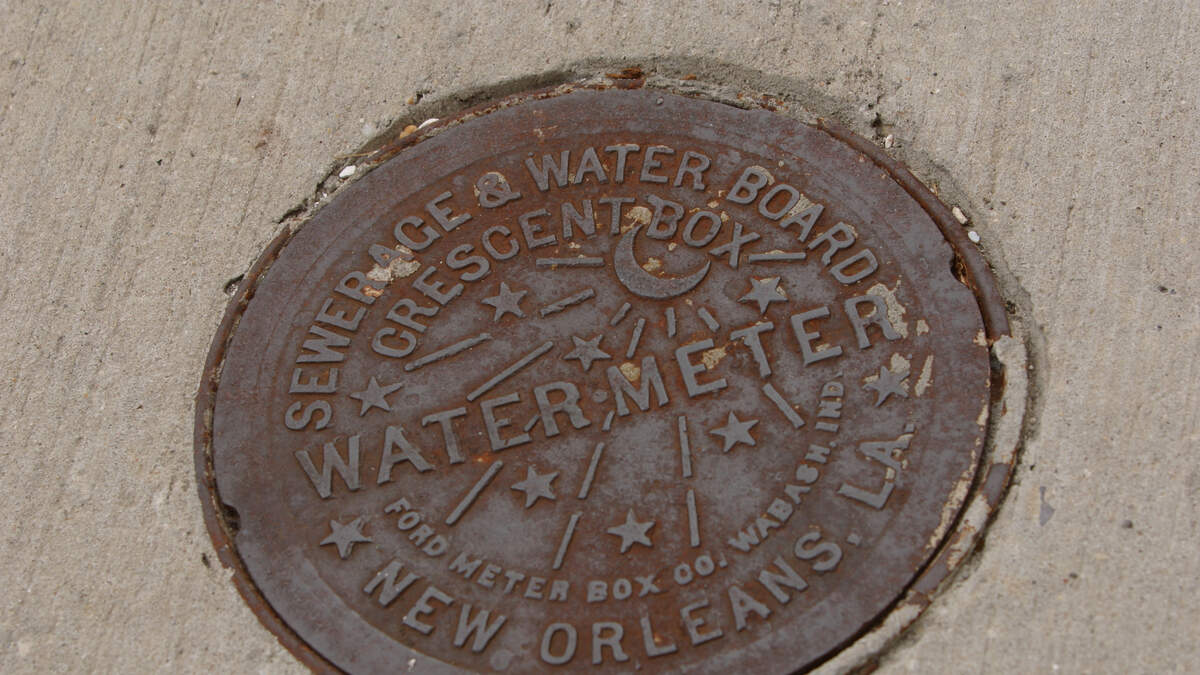 SEWERAGE & WATER BOARD
CRESCENT BOX
WATER METER
FORD METER BOX CO. WABASH, IND.
NEW ORLEANS, LA.